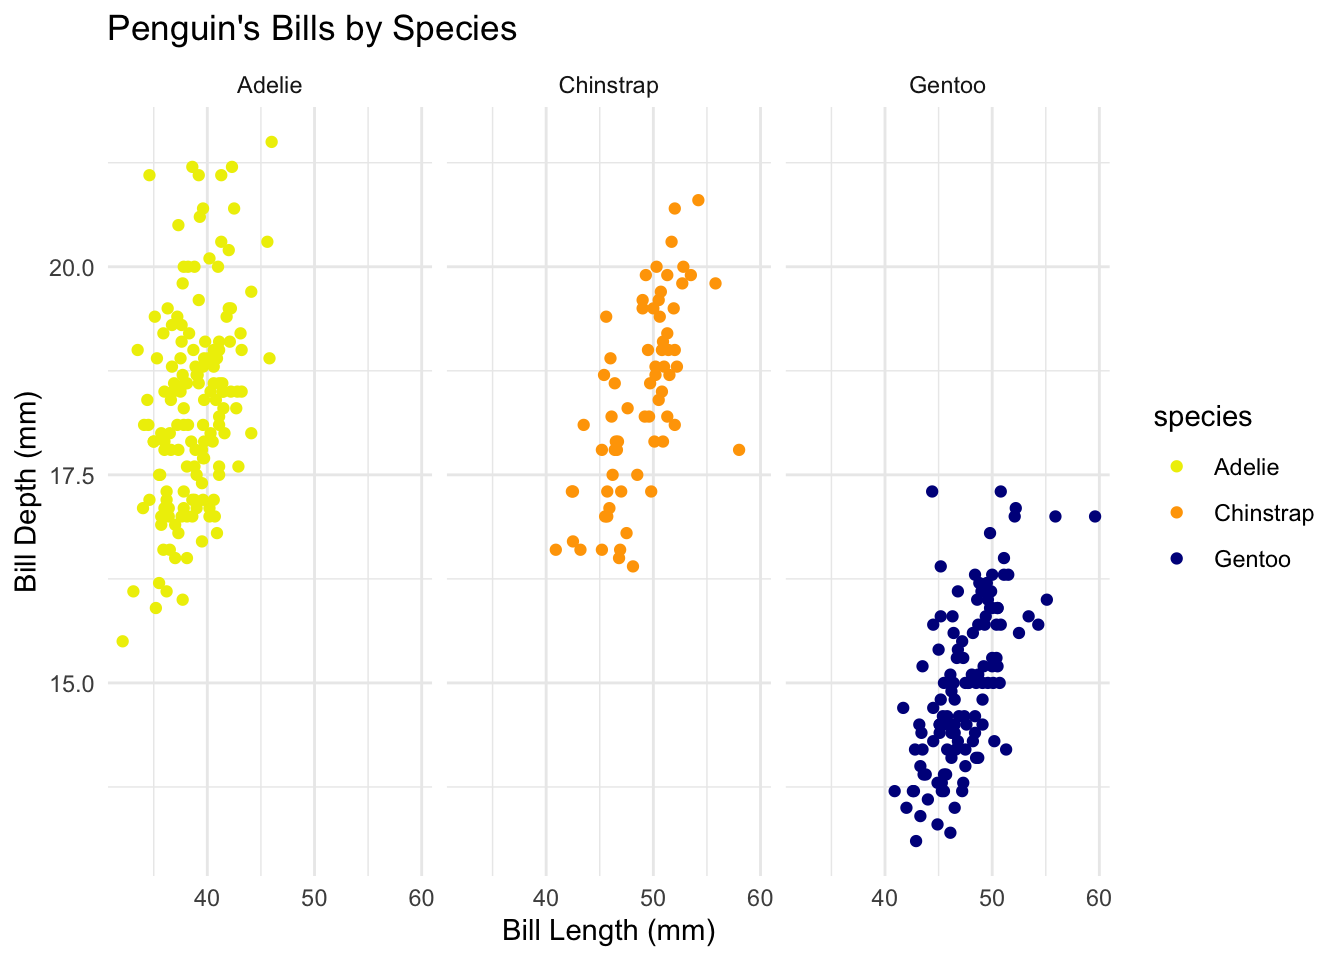 Penguin's Bills by Species
Adelie
Chinstrap
Gentoo
Bill Depth (mm)
20.0
17.5
15.0
40 50 60
40 50 60
40 50 60
Bill Length (mm)
species
Adelie
Chinstrap
Gentoo